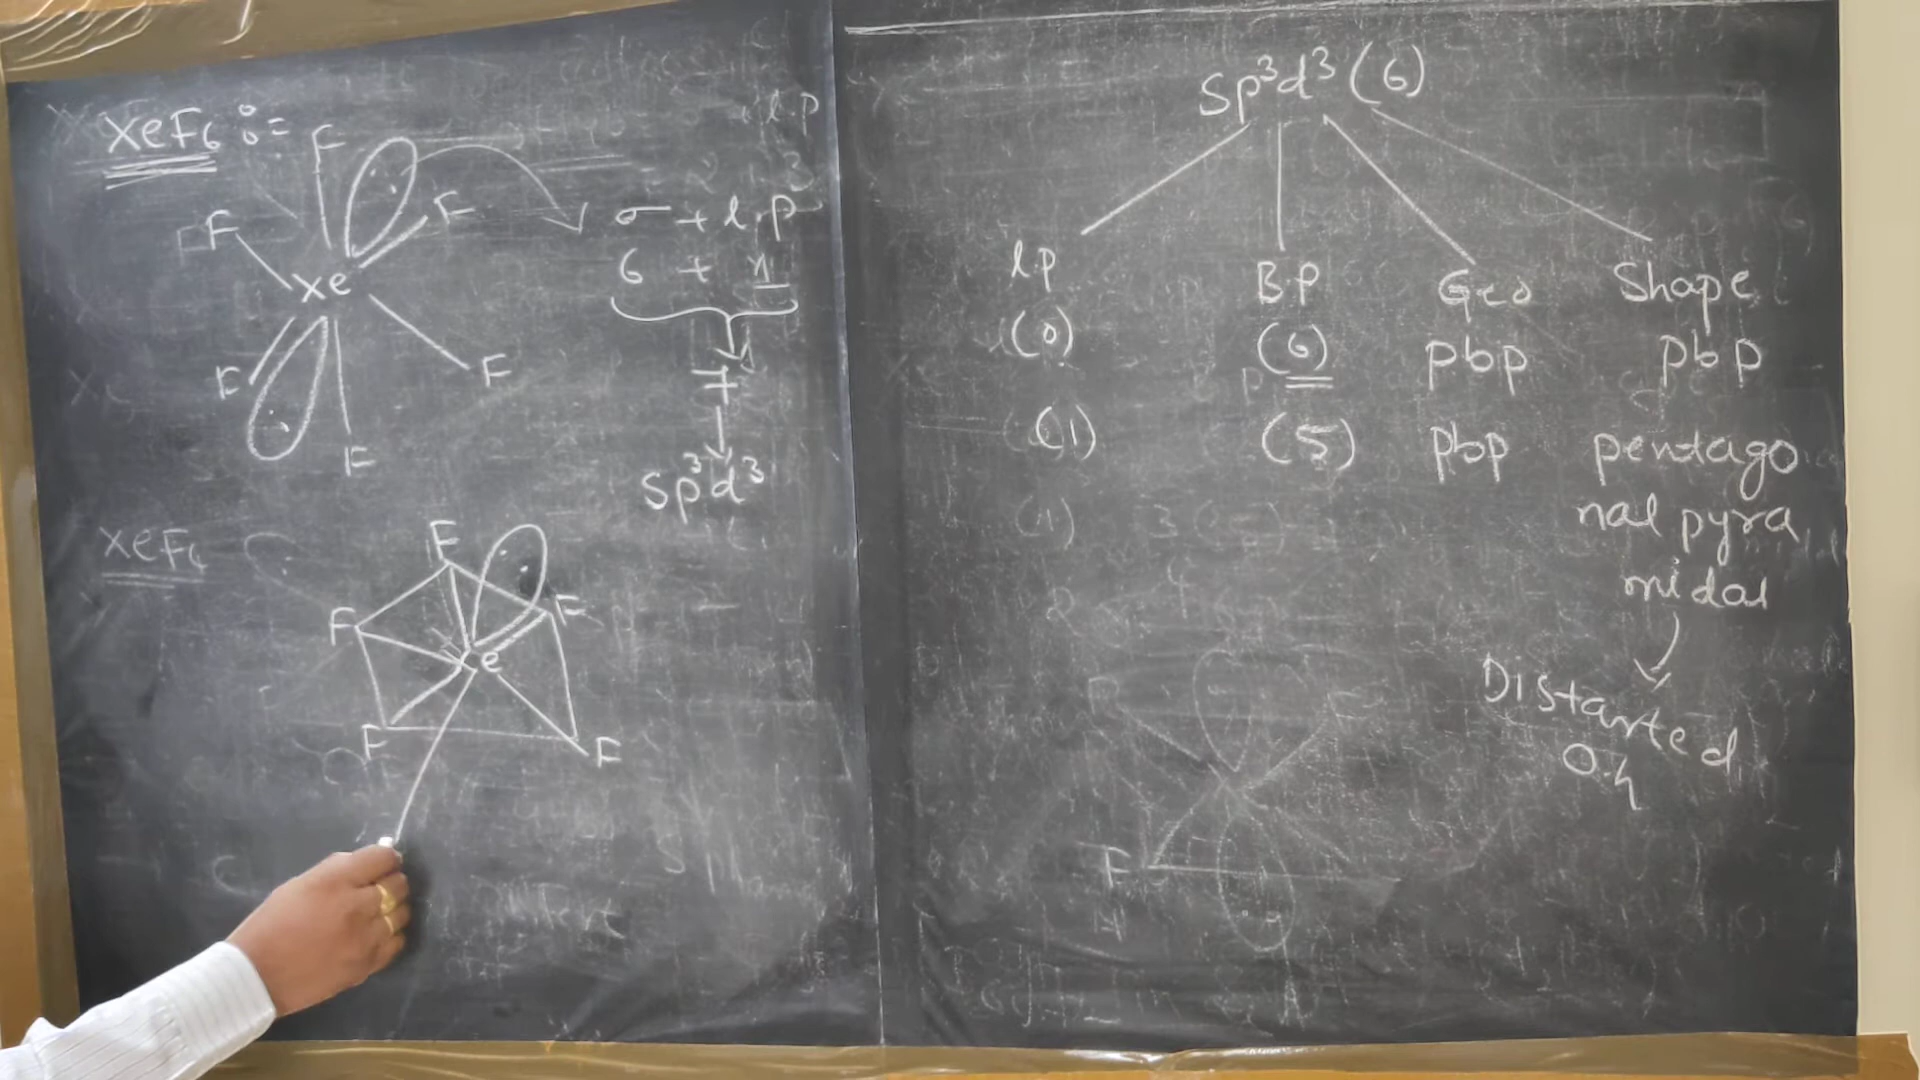 XeF6 :=
F
F
F
Xe
F
F
F
σ + l.p
6 + 1
7
Sp³d³
XeF6
F
F
F
Xe
F
F
Sp³d³ (6)
l.p B.P Geo Shape
(0) (6) pbp pbp
(1) (5) pbp pentago
nal pyra
midal
Distarted
O.h
F